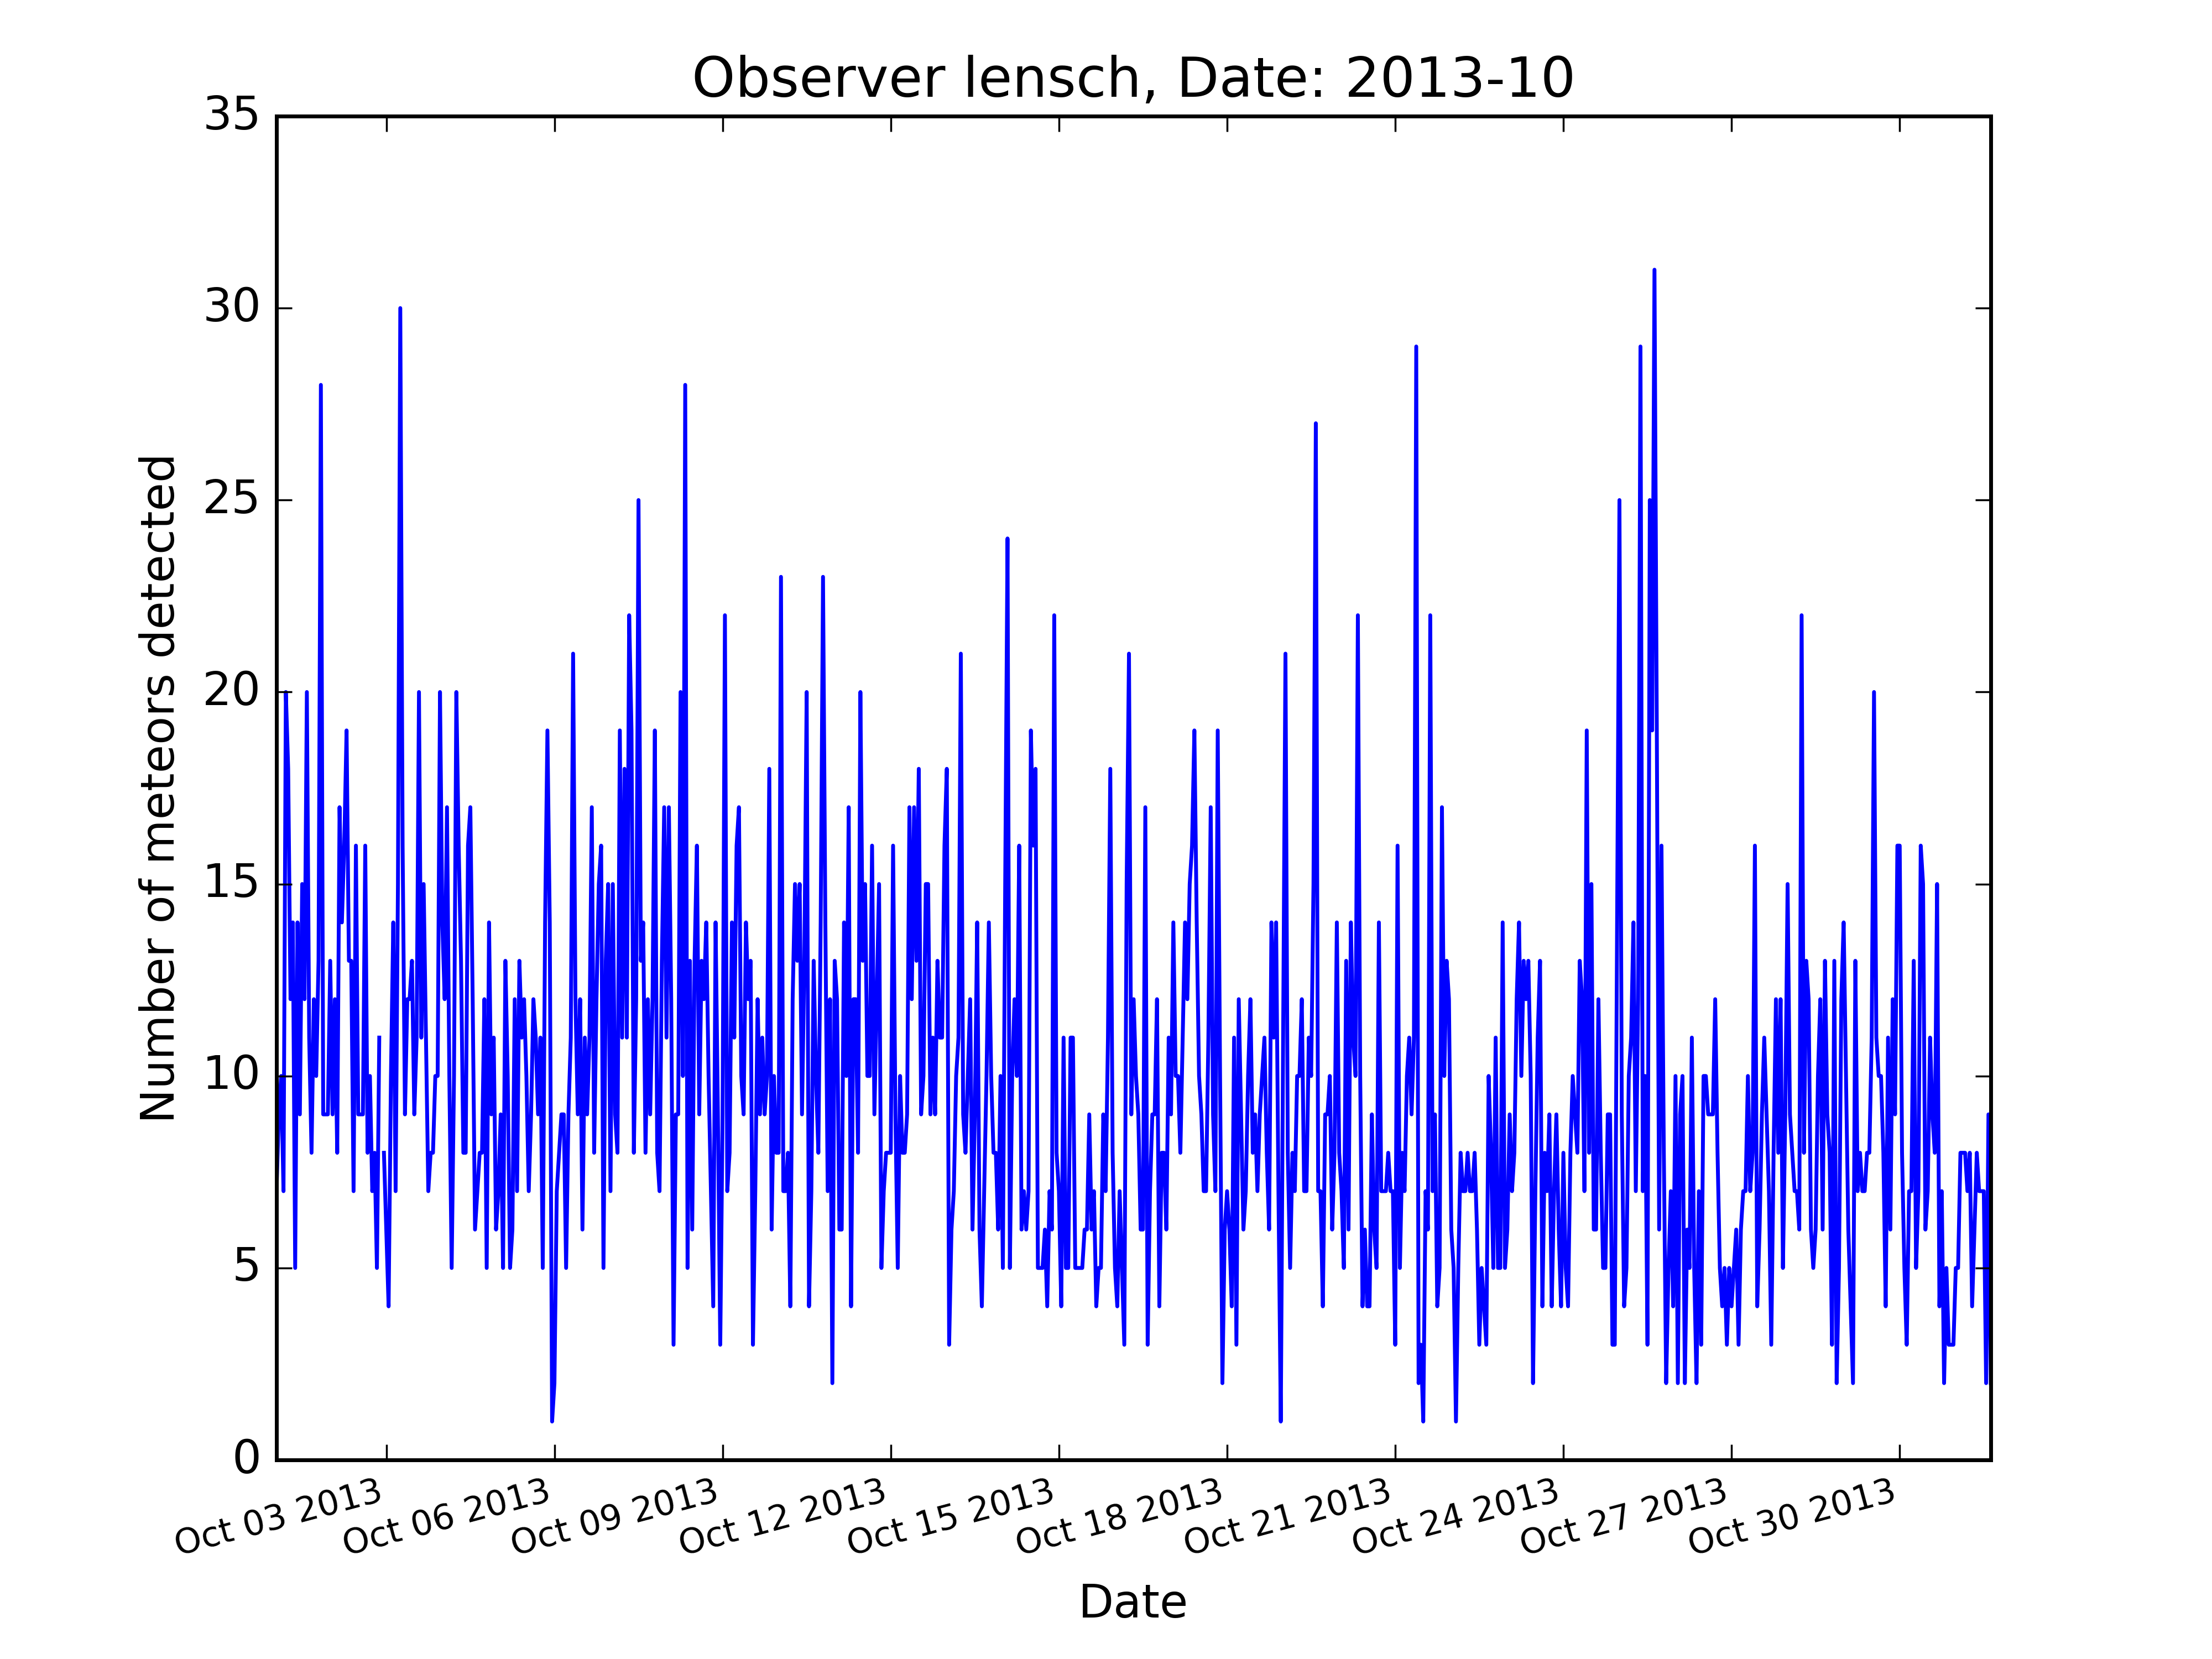 Observer lensch, Date: 2013-10
Number of meteors detected
35
30
25
20
15
10
5
0
Oct 03 2013
Oct 06 2013
Oct 09 2013
Oct 12 2013
Oct 15 2013
Oct 18 2013
Oct 21 2013
Oct 24 2013
Oct 27 2013
Oct 30 2013
Date